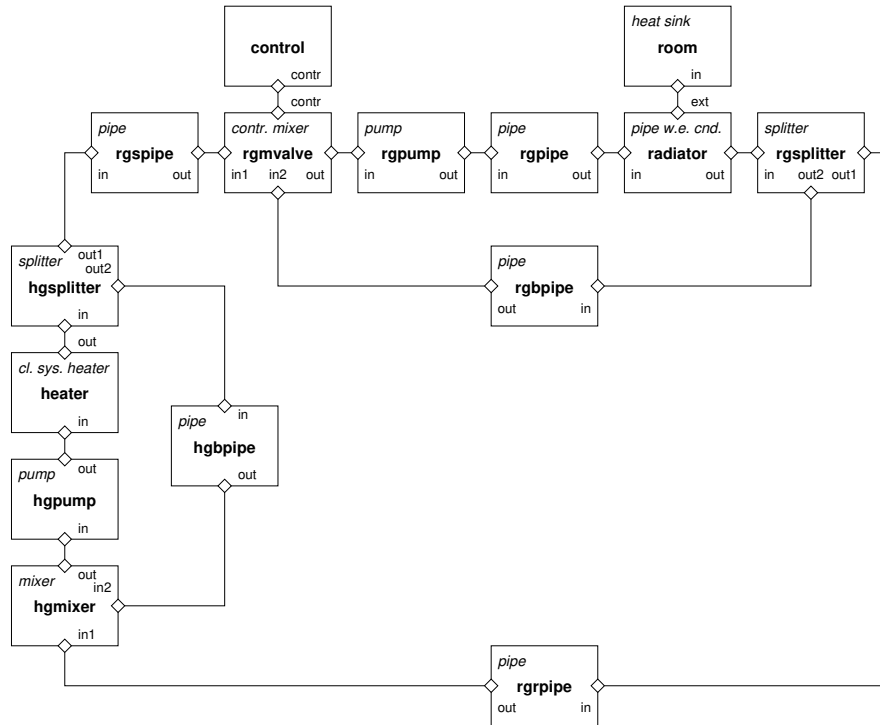 control
contr
heat sink
room
in
contr
ext
pipe
rgspipe
in
out
contr. mixer
rgmvalve
in1
in2
out
pump
rgpump
in
out
pipe
rgpipe
in
out
pipe w.e. cnd.
radiator
in
out
splitter
rgsplitter
in
out2
out1
splitter
out1
out2
hgsplitter
in
pipe
rgbpipe
out
in
out
cl. sys. heater
heater
in
in
pipe
hgbpipe
out
out
pump
hgpump
in
out
mixer
in2
hgmixer
in1
pipe
rgrpipe
out
in